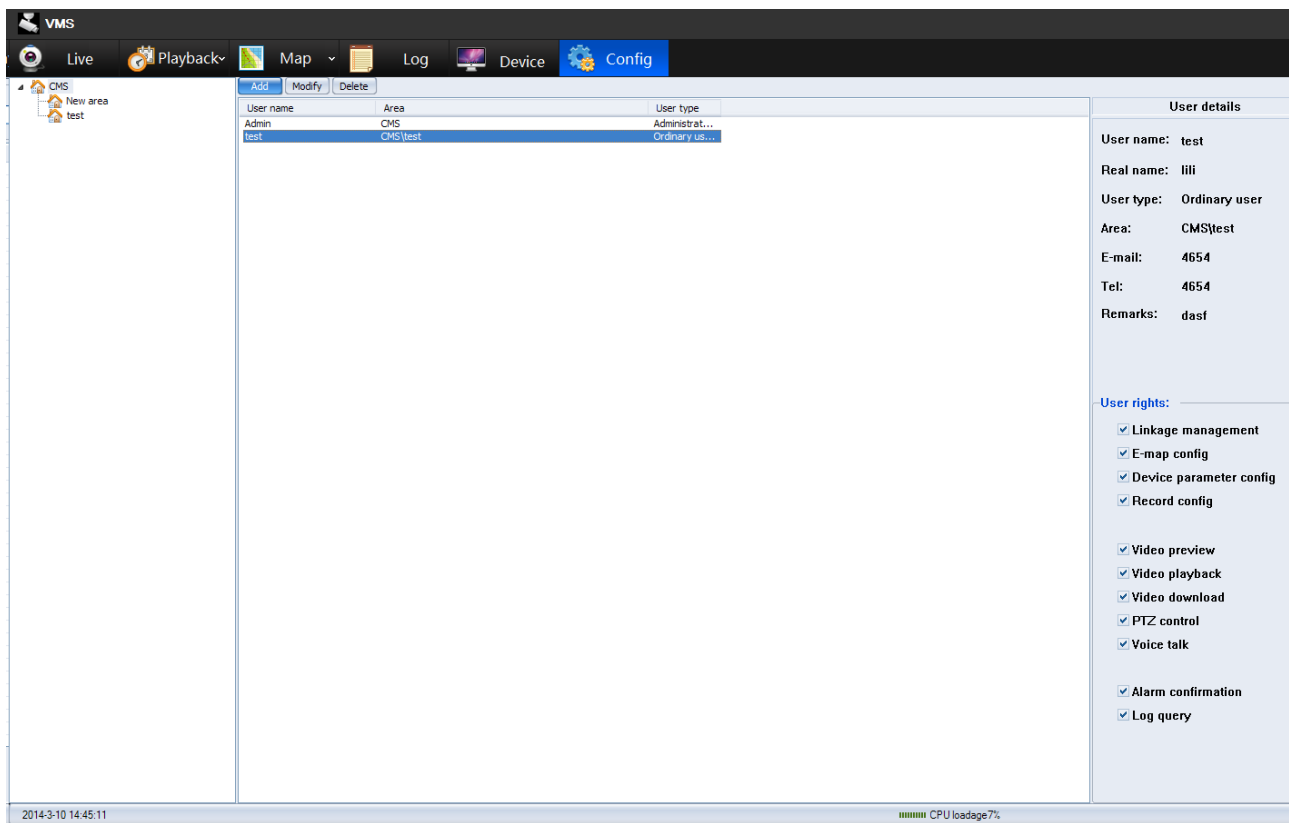 VMS
Live Playback Map Log Device Config
CMS
New area
test
Add Modify Delete
User name Area User type
Admin CMS Administrat...
test CMS\test Ordinary us...
User details
User name: test
Real name: lili
User type: Ordinary user
Area: CMS\test
E-mail: 4654
Tel: 4654
Remarks: dasf
User rights:
Linkage management
E-map config
Device parameter config
Record config
Video preview
Video playback
Video download
PTZ control
Voice talk
Alarm confirmation
Log query
2014-3-10 14:45:11 CPU loadage7%